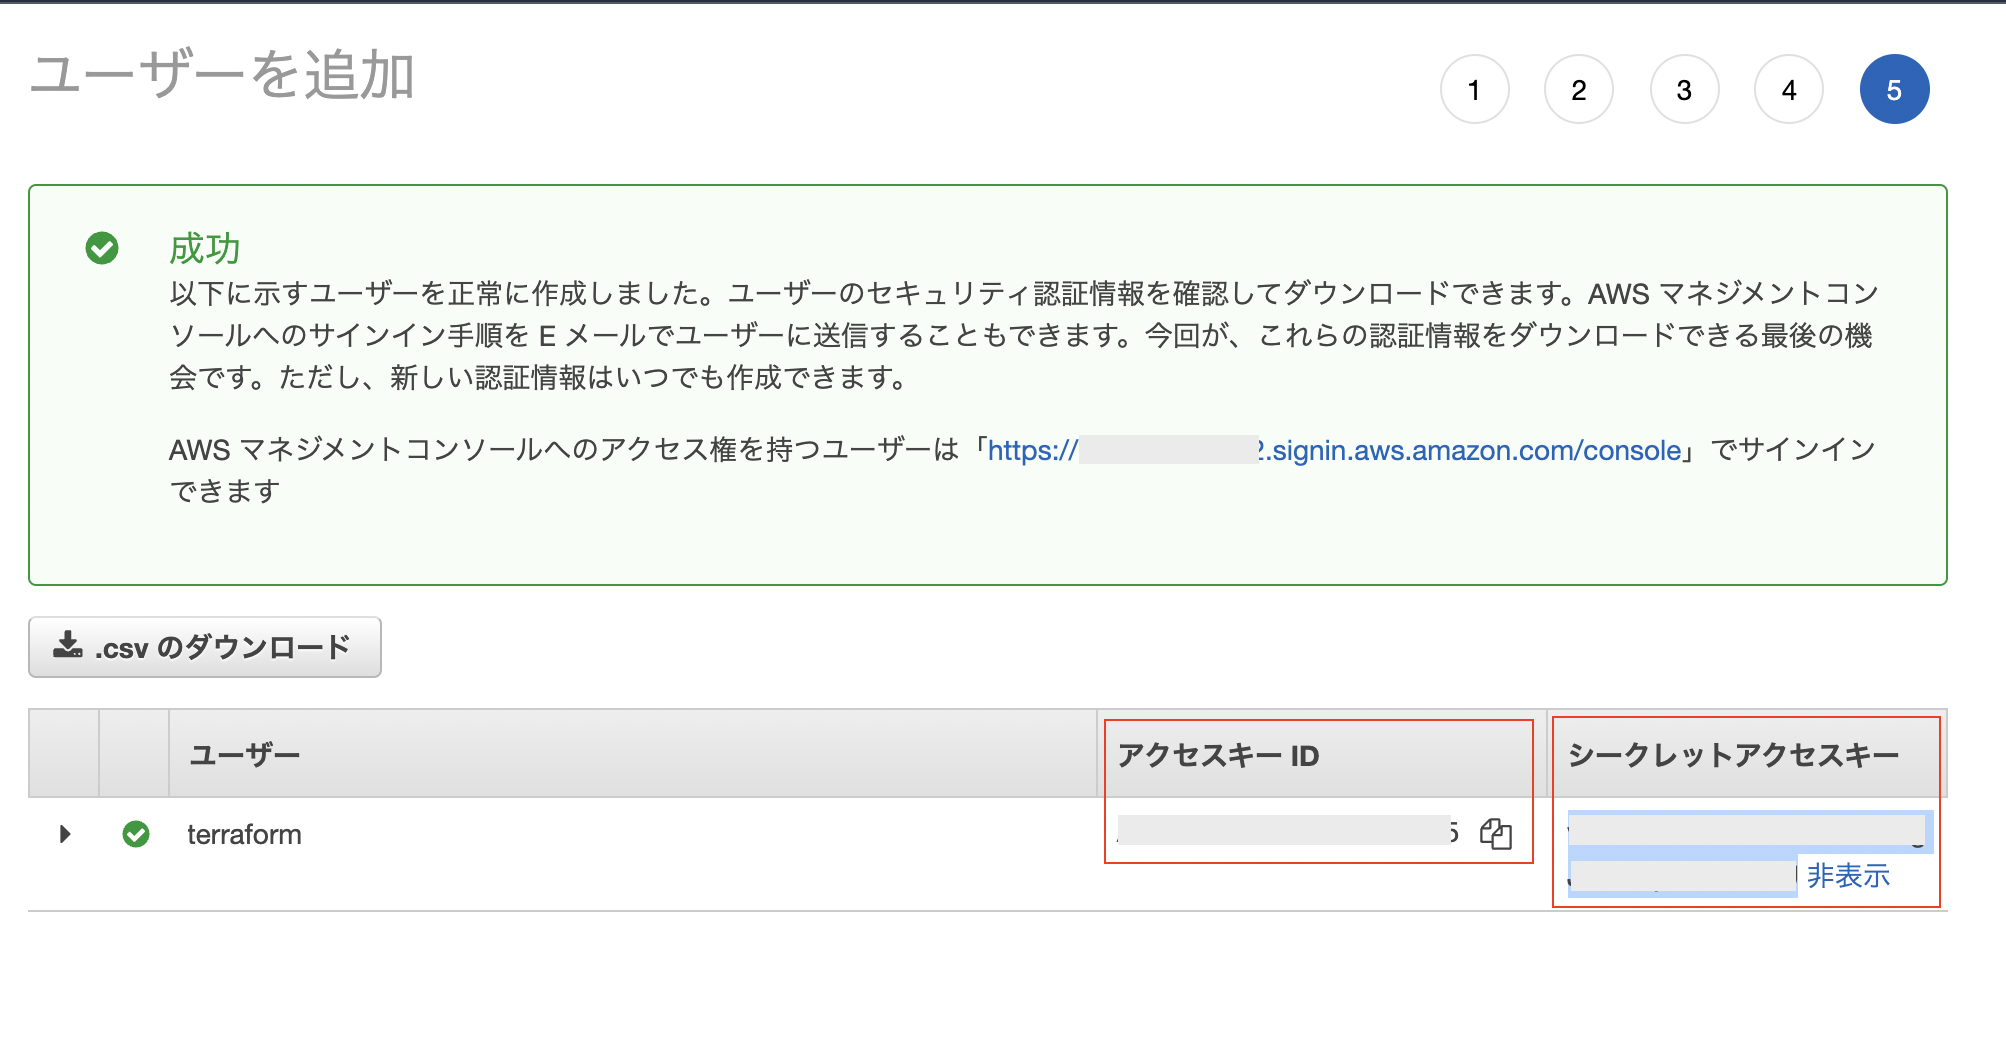 ユーザーを追加
1 2 3 4 5
成功
以下に示すユーザーを正常に作成しました。ユーザーのセキュリティ認証情報を確認してダウンロードできます。AWS マネジメントコン
ソールへのサインイン手順を E メールでユーザーに送信することもできます。今回が、これらの認証情報をダウンロードできる最後の機
会です。ただし、新しい認証情報はいつでも作成できます。
AWS マネジメントコンソールへのアクセス権を持つユーザーは「https:// 2.signin.aws.amazon.com/console」でサインイン
できます
.csv のダウンロード
ユーザー アクセスキー ID シークレットアクセスキー
terraform 5
非表示